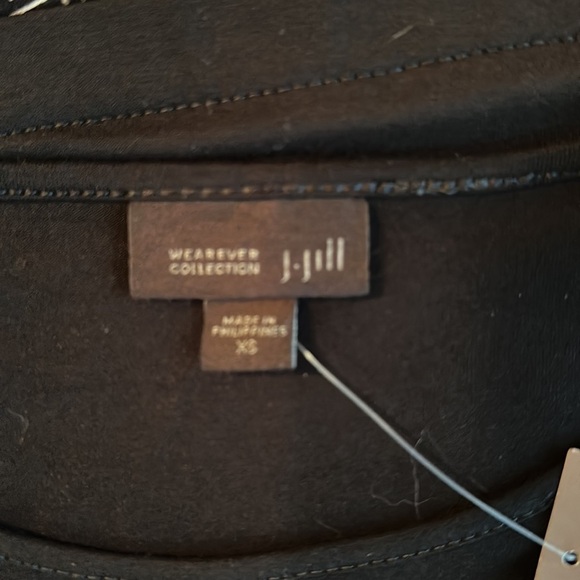 WEAREVER
COLLECTION
J.Jill
MADE IN
PHILIPPINES
XS